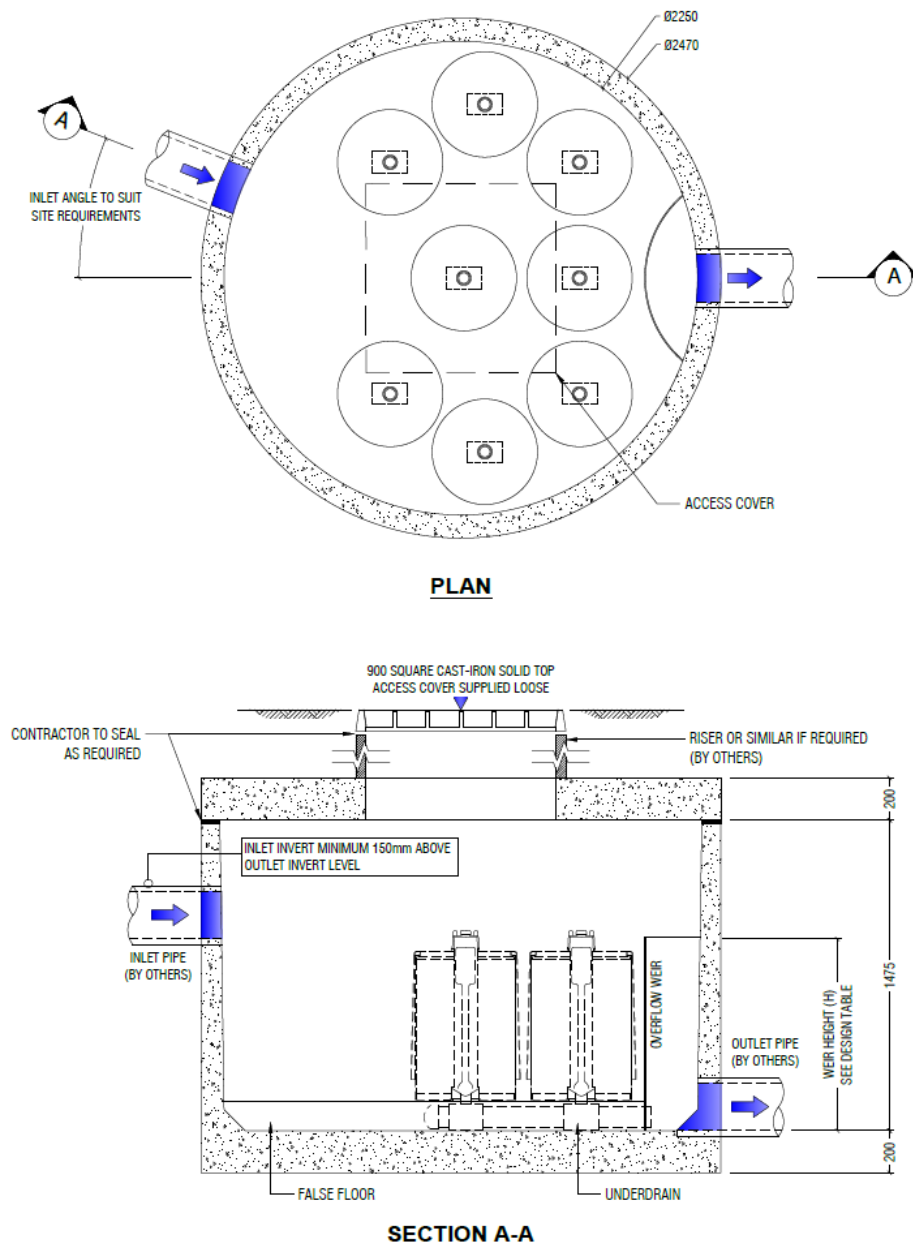 Ø2250
Ø2470
A
INLET ANGLE TO SUIT
SITE REQUIREMENTS
A
ACCESS COVER
PLAN
900 SQUARE CAST-IRON SOLID TOP
ACCESS COVER SUPPLIED LOOSE
CONTRACTOR TO SEAL
AS REQUIRED
RISER OR SIMILAR IF REQUIRED
(BY OTHERS)
200
INLET INVERT MINIMUM 150mm ABOVE
OUTLET INVERT LEVEL
INLET PIPE
(BY OTHERS)
OVERFLOW WEIR
WEIR HEIGHT (H)
SEE DESIGN TABLE
1475
OUTLET PIPE
(BY OTHERS)
200
FALSE FLOOR
UNDERDRAIN
SECTION A-A